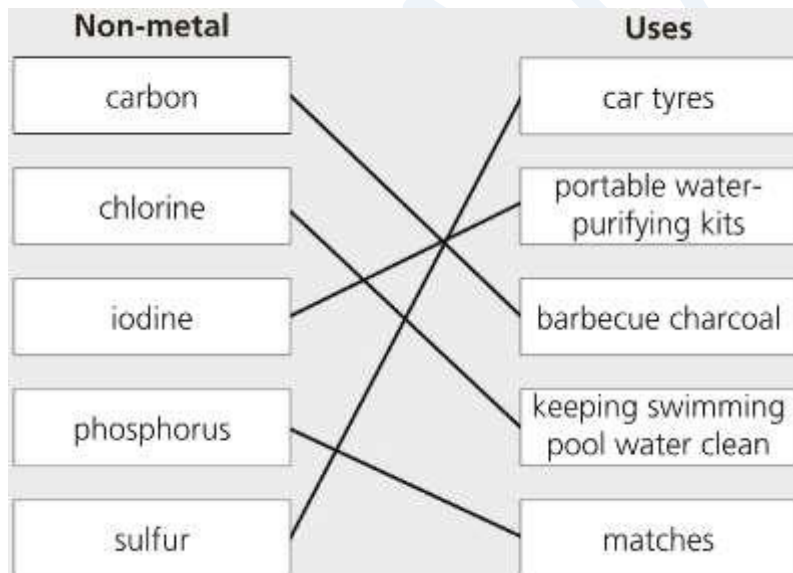 Non-metal
Uses
carbon
car tyres
chlorine
portable water-
purifying kits
iodine
barbecue charcoal
phosphorus
keeping swimming
pool water clean
sulfur
matches